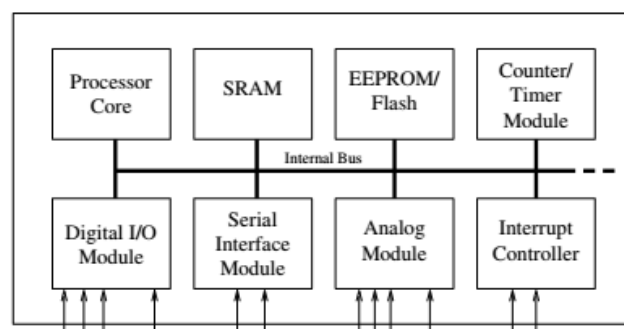 Processor
Core
SRAM
EEPROM/
Flash
Counter/
Timer
Module
Internal Bus
Digital I/O
Module
Serial
Interface
Module
Analog
Module
Interrupt
Controller